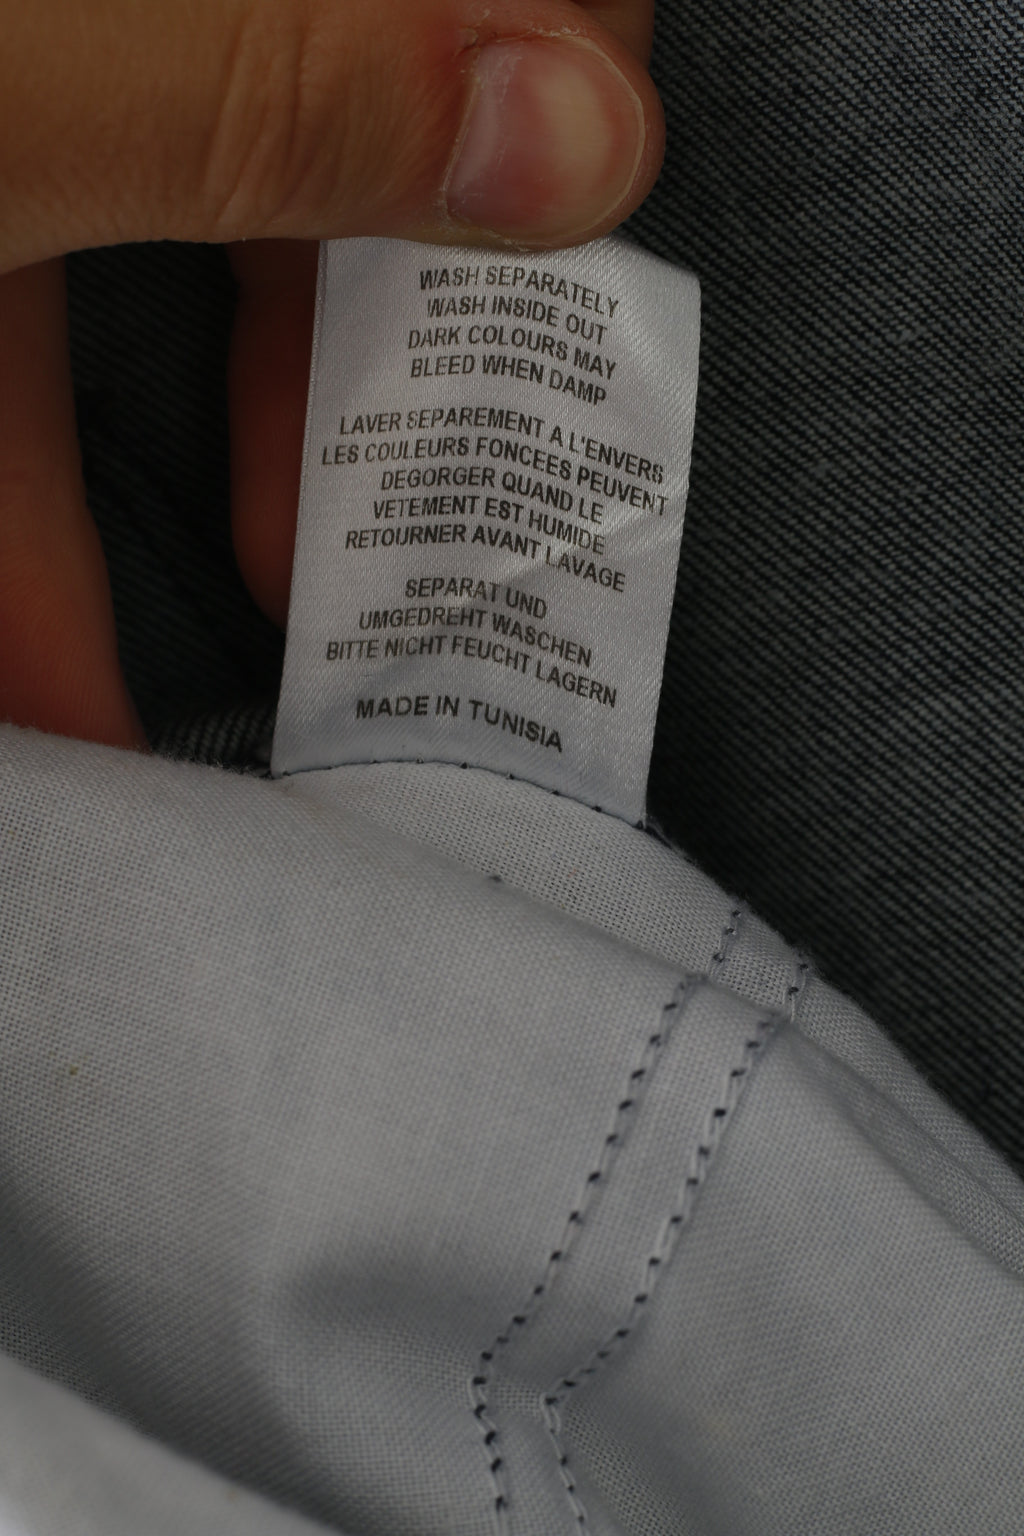 WASH SEPARATELY
WASH INSIDE OUT
DARK COLOURS MAY
BLEED WHEN DAMP
LAVER SEPAREMENT A L'ENVERS
LES COULEURS FONCEES PEUVENT
DEGORGER QUAND LE
VETEMENT EST HUMIDE
RETOURNER AVANT LAVAGE
SEPARAT UND
UMGEDREHT WASCHEN
BITTE NICHT FEUCHT LAGERN
MADE IN TUNISIA